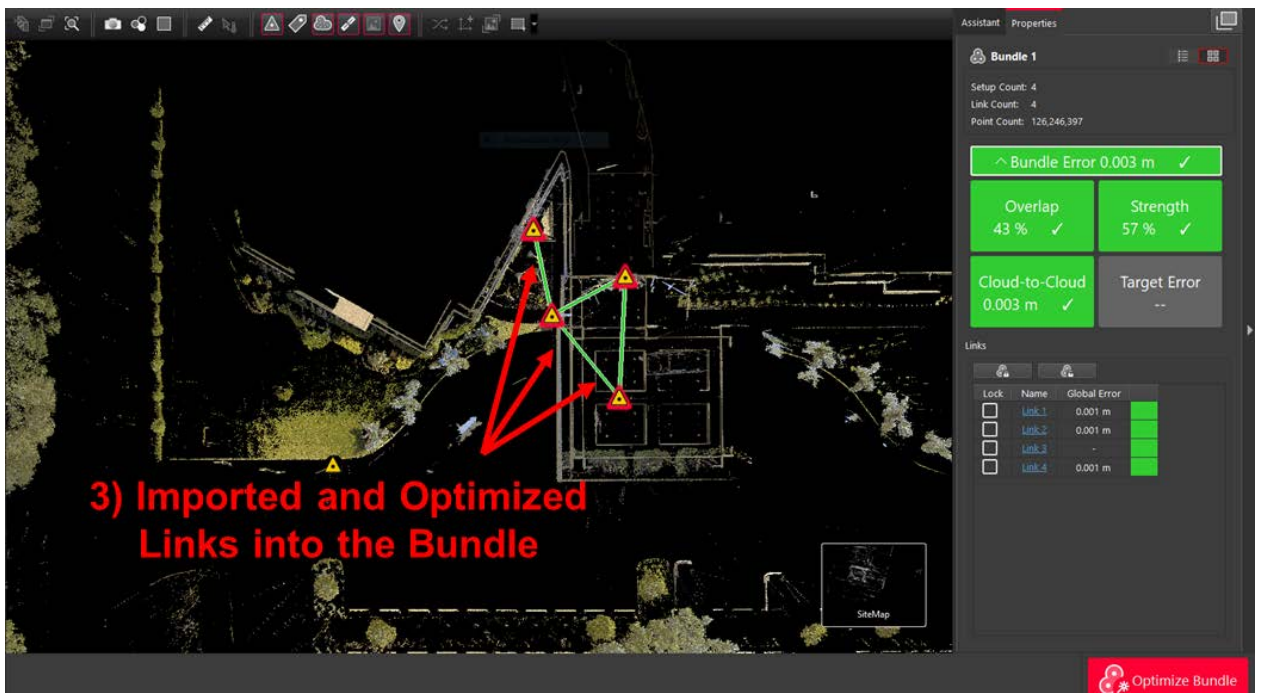 Assistant Properties
Bundle 1
Setup Count: 4
Link Count: 4
Point Count: 126,246,397
Bundle Error 0.003 m
Overlap
43 %
Strength
57 %
Cloud-to-Cloud
0.003 m
Target Error
--
Links
Lock Name Global Error
Link 1 0.001 m
Link 2 0.001 m
Link 3 -
Link 4 0.001 m
3) Imported and Optimized
Links into the Bundle
SiteMap
Optimize Bundle